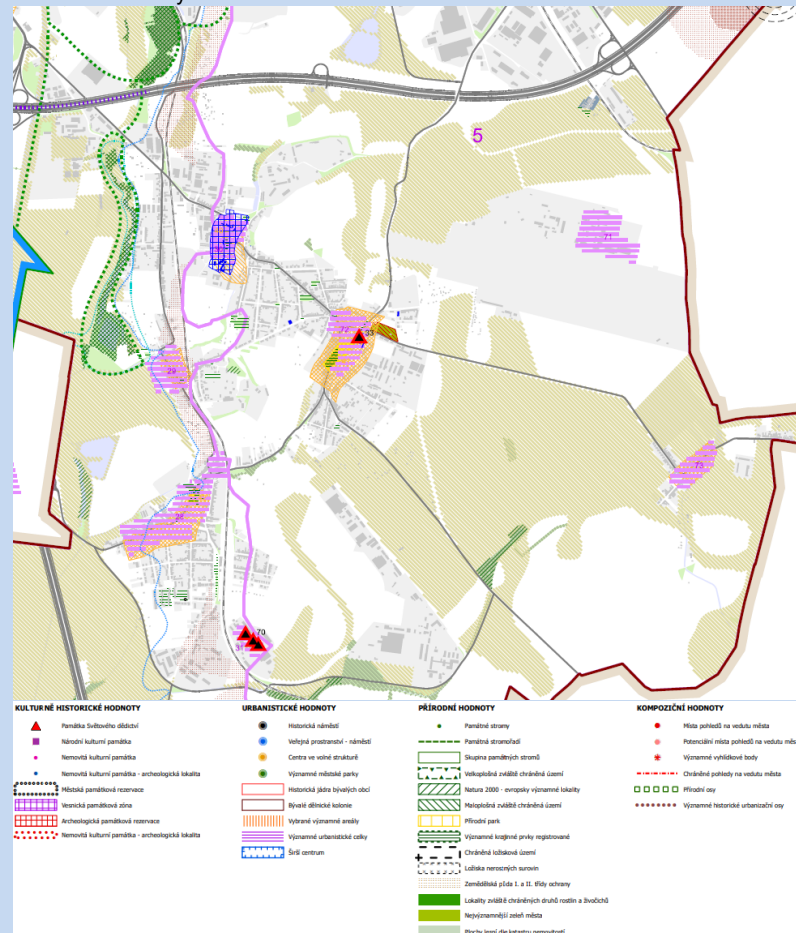 5
71
72
33
29
73
28
70
31
KULTURNĚ HISTORICKÉ HODNOTY
Památka Světového dědictví
Národní kulturní památka
Nemovitá kulturní památka
Nemovitá kulturní památka - archeologická lokalita
Městská památková rezervace
Vesnická památková zóna
Archeologická památková rezervace
Nemovitá kulturní památka - archeologická lokalita
URBANISTICKÉ HODNOTY
Historická náměstí
Veřejná prostranství - náměstí
Centra ve volné struktuře
Významné městské parky
Historická jádra bývalých obcí
Bývalé dělnické kolonie
Vybrané významné areály
Významné urbanistické celky
Širší centrum
PŘÍRODNÍ HODNOTY
Památné stromy
Památná stromořadí
Skupina památných stromů
Velkoplošná zvláště chráněná území
Natura 2000 - evropsky významné lokality
Maloplošná zvláště chráněná území
Přírodní park
Významné krajinné prvky registrované
Chráněná ložisková území
Ložiska nerostných surovin
Zemědělská půda I. a II. třídy ochrany
Lokality zvláště chráněných druhů rostlin a živočichů
Nejvýznamnější zeleň města
Plochy lesní dle katastru nemovitostí
KOMPOZIČNÍ HODNOTY
Místa pohledů na vedutu města
Potenciální místa pohledů na vedutu měs
Významné vyhlídkové body
Chráněné pohledy na vedutu města
Přírodní osy
Významné historické urbanizační osy